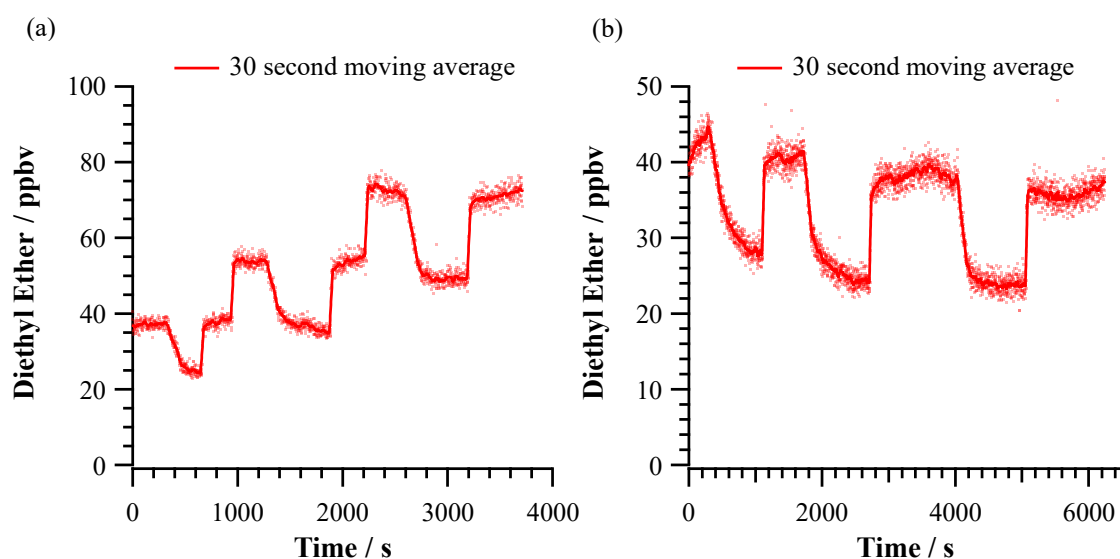 (a)
30 second moving average
Diethyl Ether / ppbv
100
80
60
40
20
0
0 1000 2000 3000 4000
Time / s
(b)
30 second moving average
Diethyl Ether / ppbv
50
40
30
20
10
0
0 2000 4000 6000
Time / s